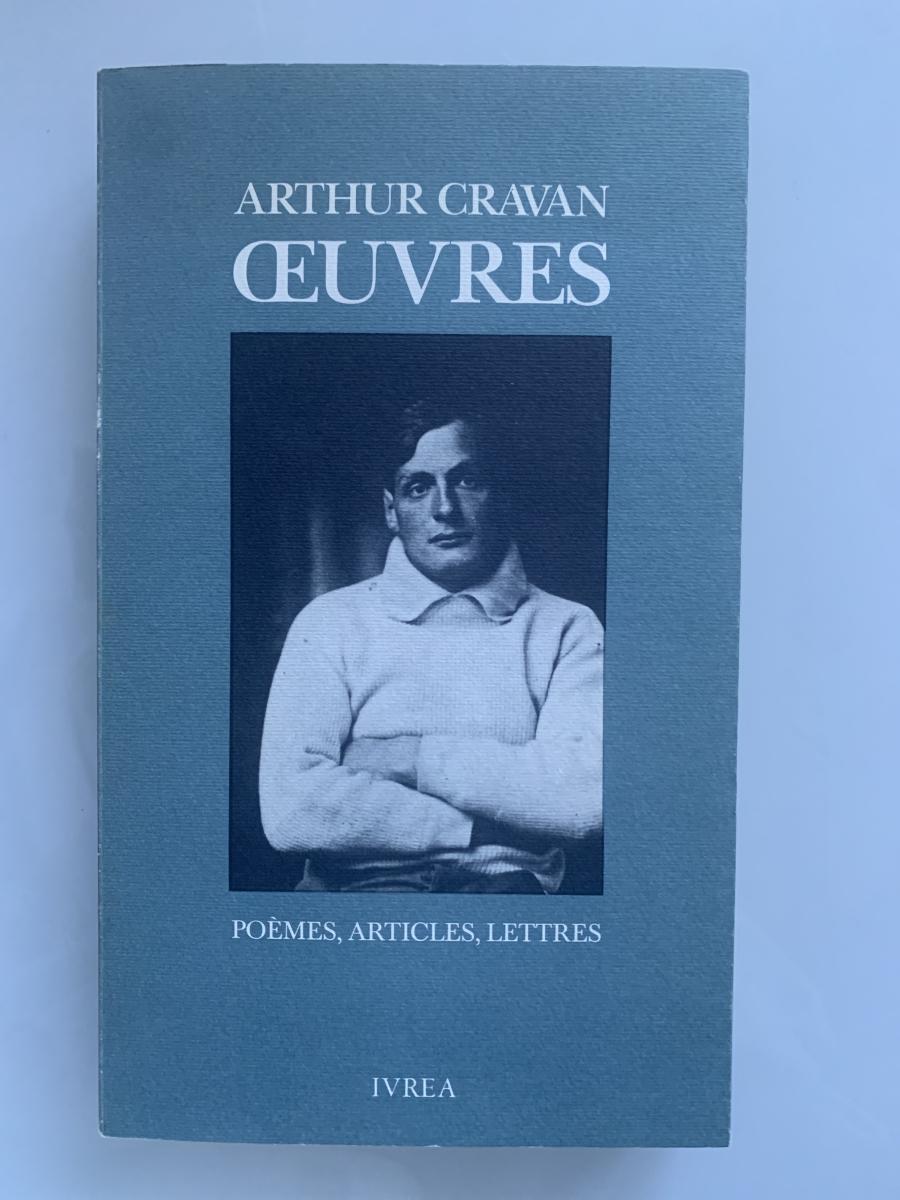 ARTHUR CRAVAN
ŒUVRES
POÈMES, ARTICLES, LETTRES
IVREA